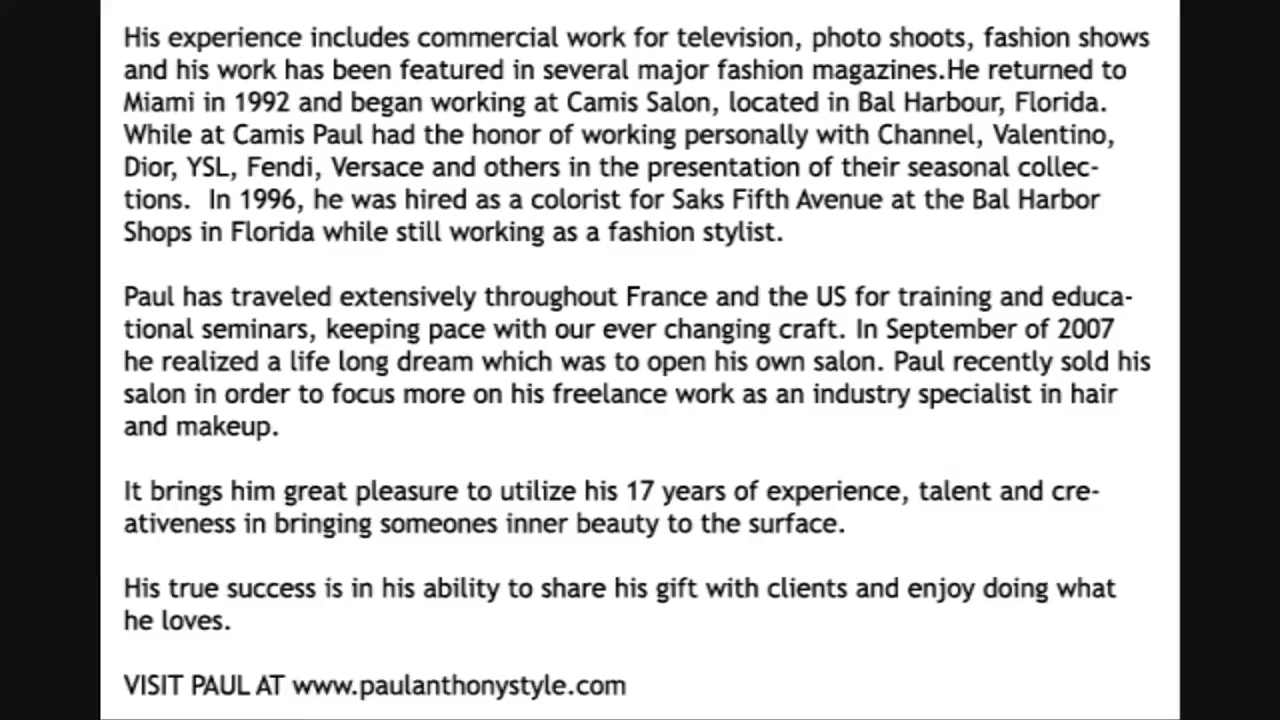 His experience includes commercial work for television, photo shoots, fashion shows
and his work has been featured in several major fashion magazines.He returned to
Miami in 1992 and began working at Camis Salon, located in Bal Harbour, Florida.
While at Camis Paul had the honor of working personally with Channel, Valentino,
Dior, YSL, Fendi, Versace and others in the presentation of their seasonal collec-
tions.  In 1996, he was hired as a colorist for Saks Fifth Avenue at the Bal Harbor
Shops in Florida while still working as a fashion stylist.
Paul has traveled extensively throughout France and the US for training and educa-
tional seminars, keeping pace with our ever changing craft. In September of 2007
he realized a life long dream which was to open his own salon. Paul recently sold his
salon in order to focus more on his freelance work as an industry specialist in hair
and makeup.
It brings him great pleasure to utilize his 17 years of experience, talent and cre-
ativeness in bringing someones inner beauty to the surface.
His true success is in his ability to share his gift with clients and enjoy doing what
he loves.
VISIT PAUL AT www.paulanthonystyle.com